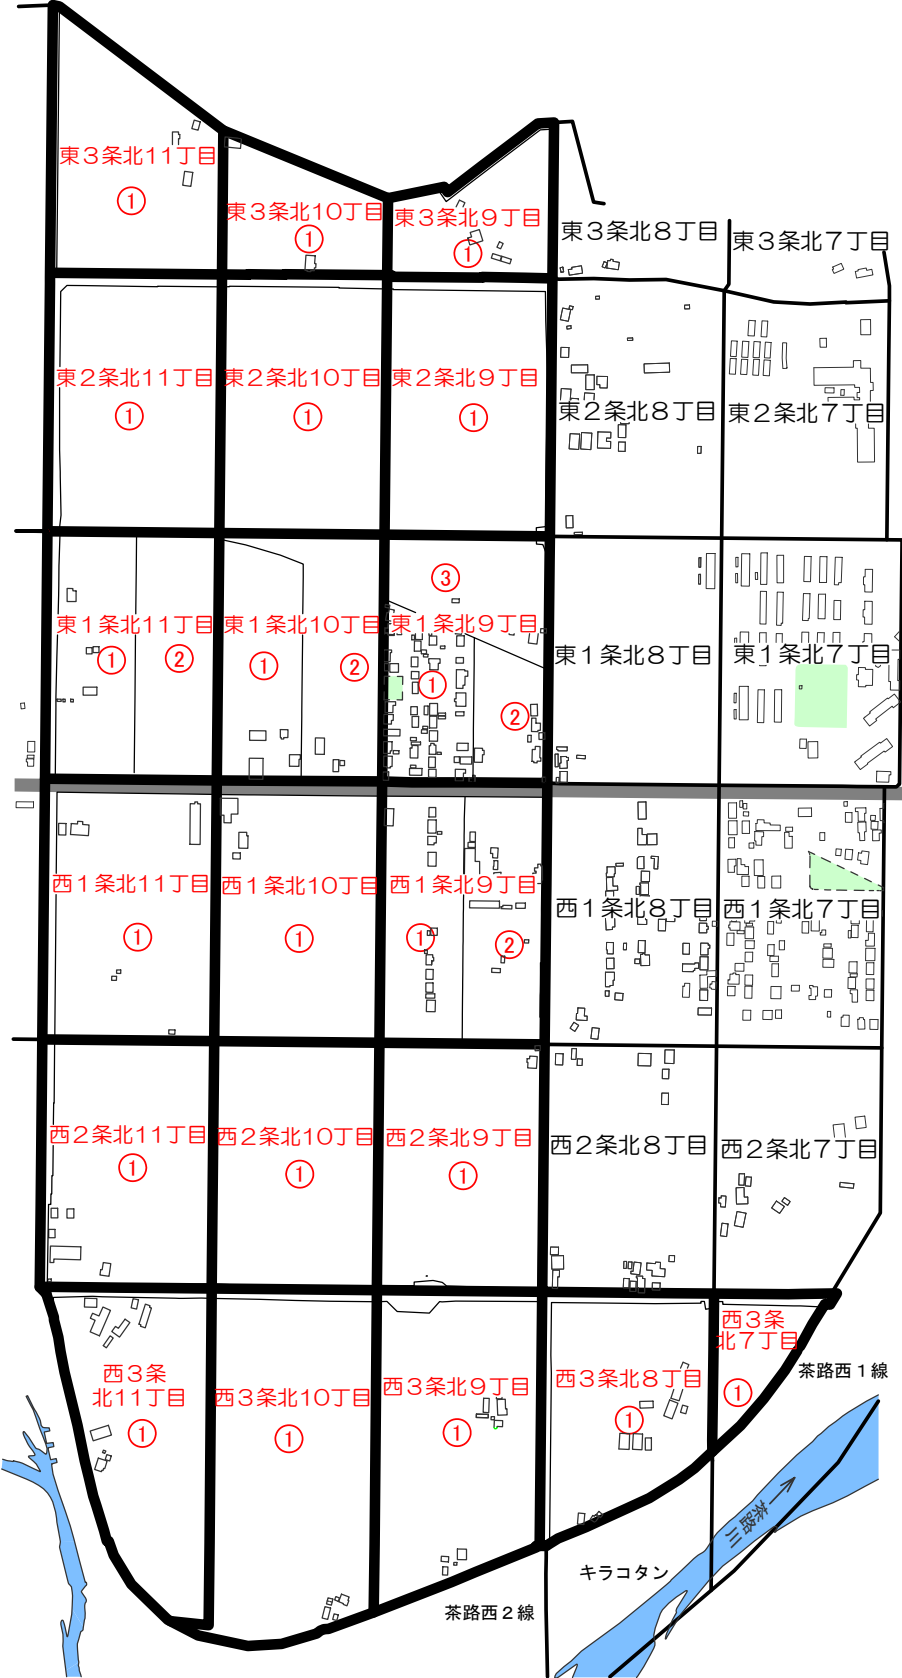 東３条北１１丁目
①
東３条北１０丁目
①
東３条北９丁目
①
東３条北８丁目
東３条北７丁目
東２条北１１丁目
①
東２条北１０丁目
①
東２条北９丁目
①
東２条北８丁目
東２条北７丁目
東１条北１１丁目
①
②
東１条北１０丁目
①
②
③
東１条北９丁目
①
②
東１条北８丁目
東１条北７丁目
西１条北１１丁目
①
西１条北１０丁目
①
西１条北９丁目
①
②
西１条北８丁目
西１条北７丁目
西２条北１１丁目
①
西２条北１０丁目
①
西２条北９丁目
①
西２条北８丁目
西２条北７丁目
西３条
北１１丁目
①
西３条北１０丁目
①
西３条北９丁目
①
西３条北８丁目
①
西３条
北７丁目
①
茶路西１線
茶路川
キラコタン
茶路西２線